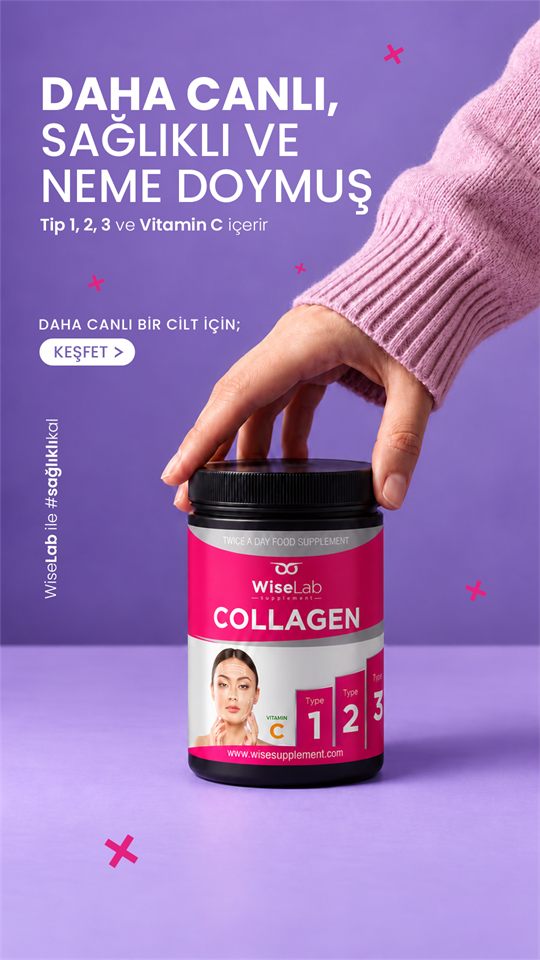 DAHA CANLI,
SAĞLIKLI VE
NEME DOYMUŞ
Tip 1, 2, 3 ve Vitamin C içerir
DAHA CANLI BİR CİLT İÇİN;
KEŞFET >
WiseLab ile #sağlıklıkal
TWICE A DAY FOOD SUPPLEMENT
WiseLab
supplement
COLLAGEN
VITAMIN
C
Type
1
Type
2
Type
3
www.wisesupplement.com